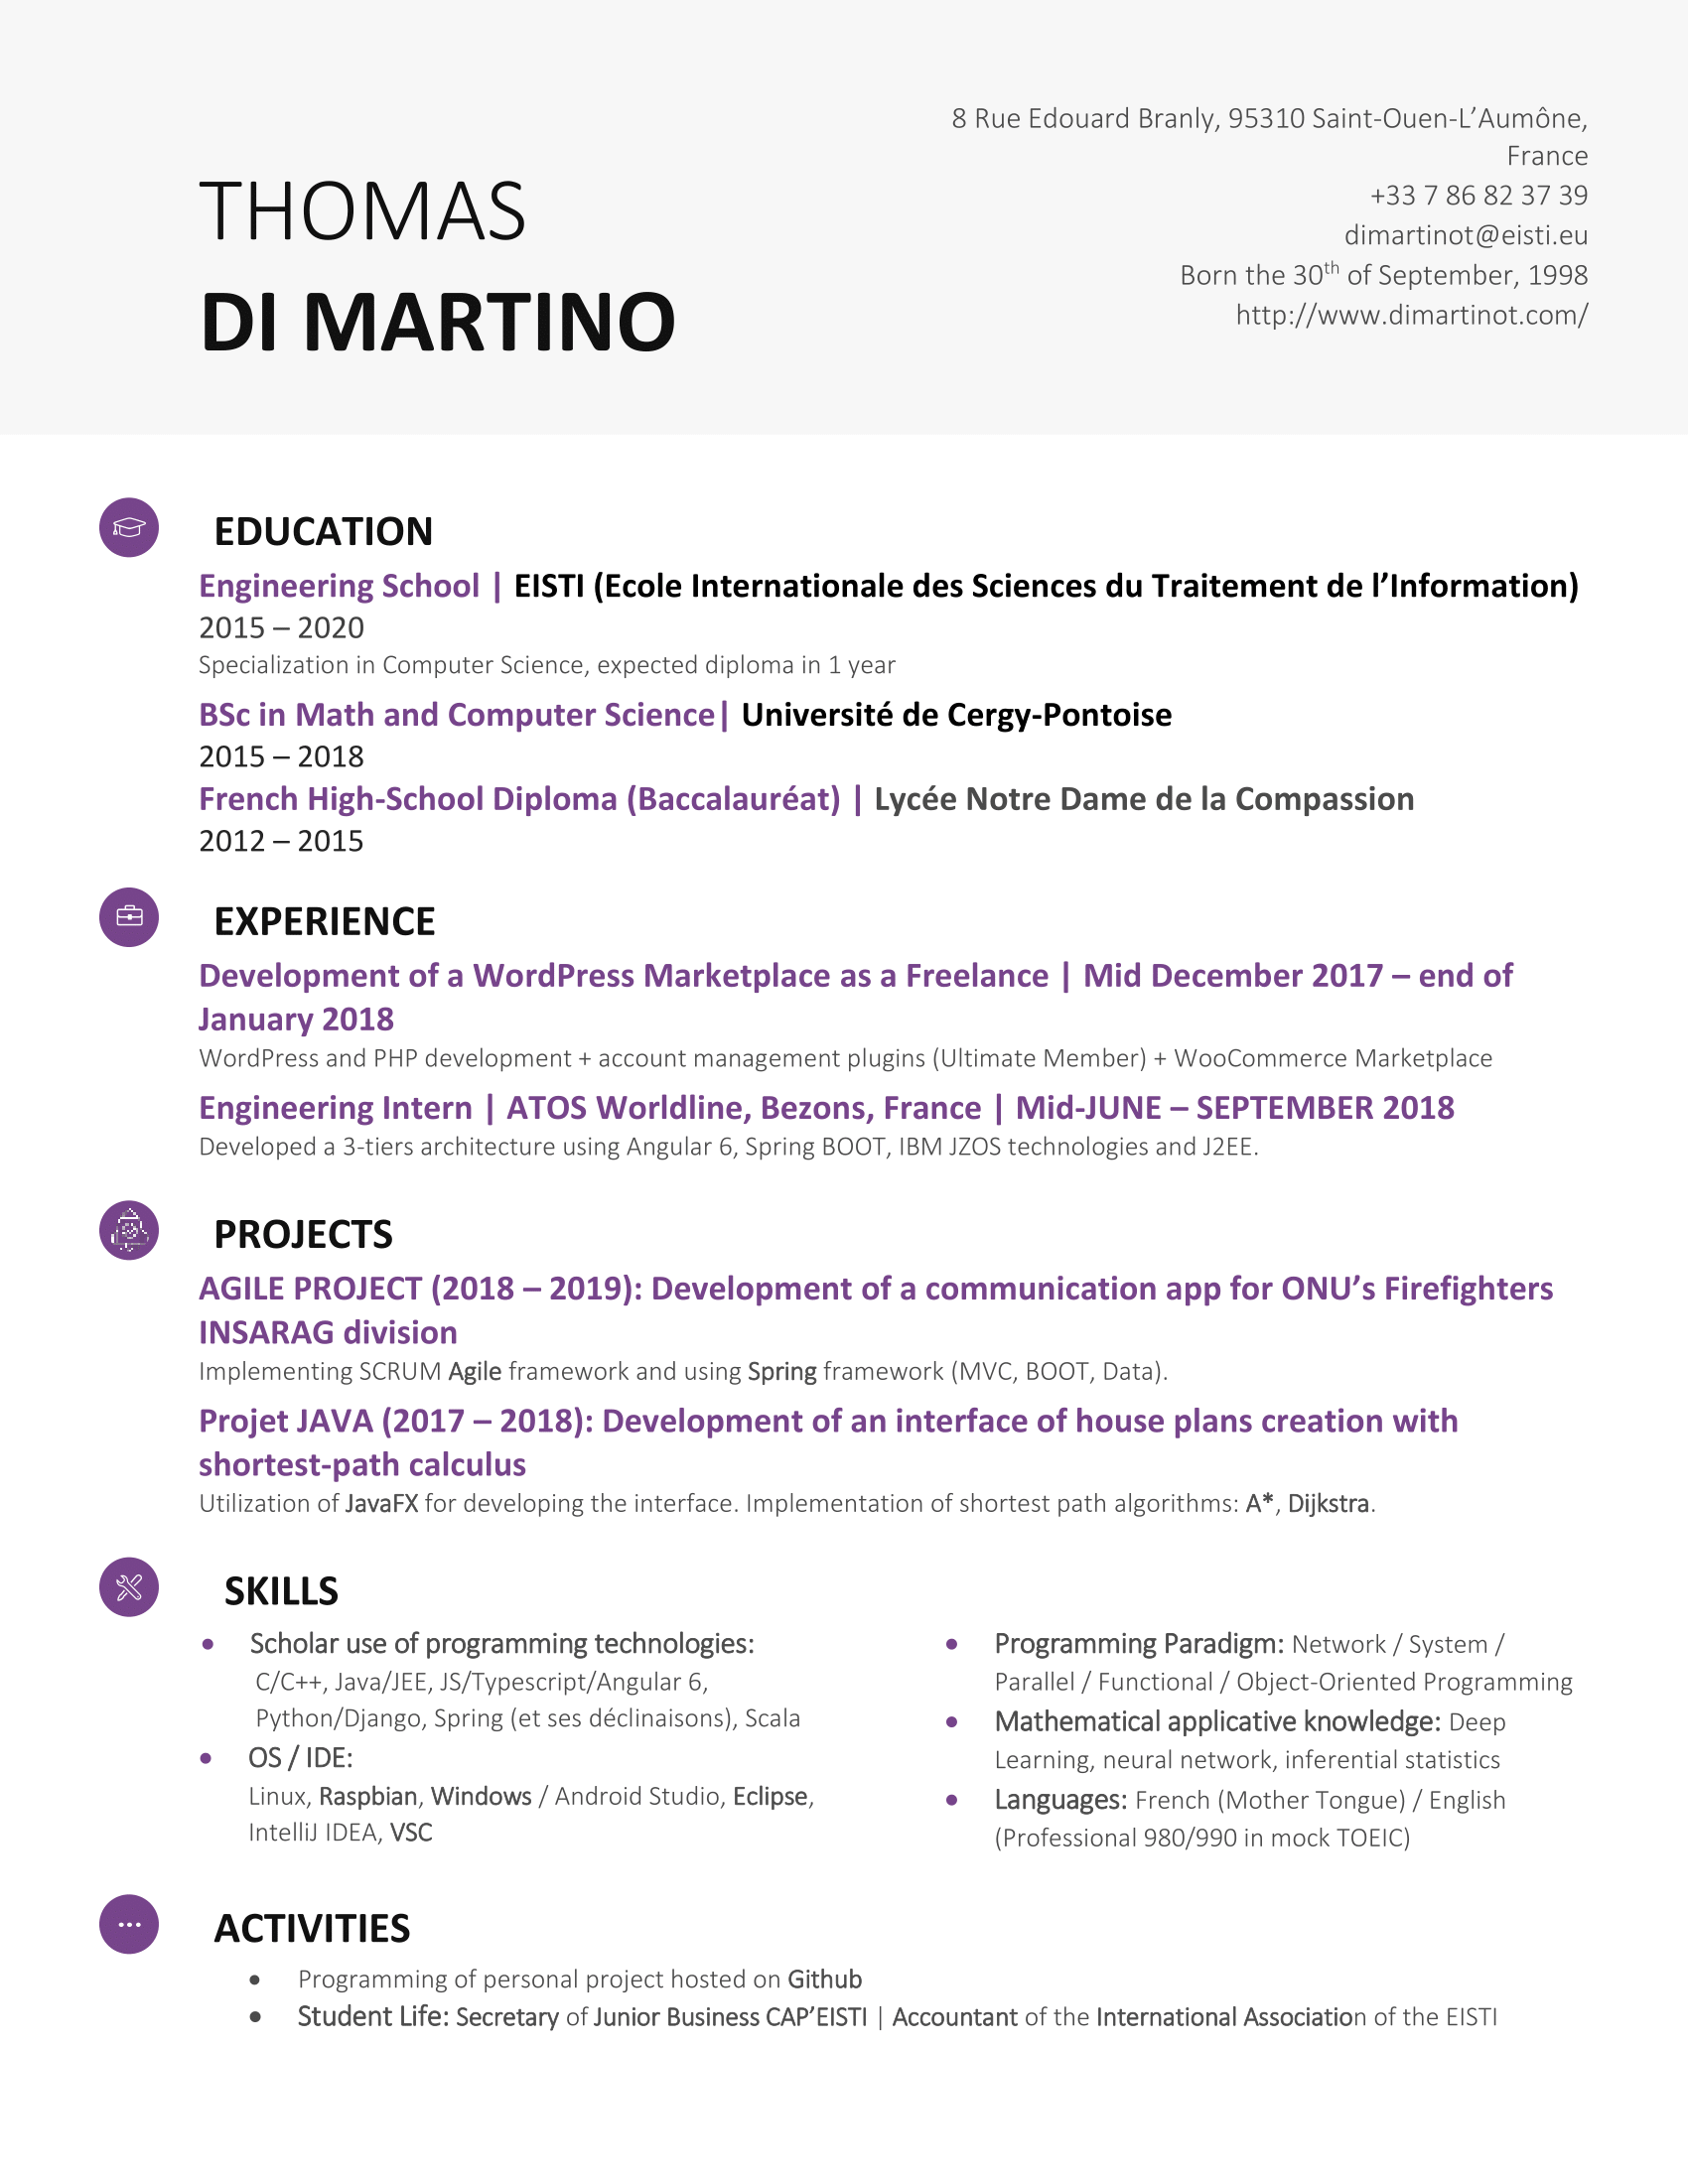 THOMAS
DI MARTINO
8 Rue Edouard Branly, 95310 Saint-Ouen-L’Aumône,
France
+33 7 86 82 37 39
dimartinot@eisti.eu
Born the 30th of September, 1998
http://www.dimartinot.com/
EDUCATION
Engineering School | EISTI (Ecole Internationale des Sciences du Traitement de l’Information)
2015 – 2020
Specialization in Computer Science, expected diploma in 1 year
BSc in Math and Computer Science| Université de Cergy-Pontoise
2015 – 2018
French High-School Diploma (Baccalauréat) | Lycée Notre Dame de la Compassion
2012 – 2015
EXPERIENCE
Development of a WordPress Marketplace as a Freelance | Mid December 2017 – end of
January 2018
WordPress and PHP development + account management plugins (Ultimate Member) + WooCommerce Marketplace
Engineering Intern | ATOS Worldline, Bezons, France | Mid-JUNE – SEPTEMBER 2018
Developed a 3-tiers architecture using Angular 6, Spring BOOT, IBM JZOS technologies and J2EE.
PROJECTS
AGILE PROJECT (2018 – 2019): Development of a communication app for ONU’s Firefighters
INSARAG division
Implementing SCRUM Agile framework and using Spring framework (MVC, BOOT, Data).
Projet JAVA (2017 – 2018): Development of an interface of house plans creation with
shortest-path calculus
Utilization of JavaFX for developing the interface. Implementation of shortest path algorithms: A*, Dijkstra.
SKILLS
• Scholar use of programming technologies:
C/C++, Java/JEE, JS/Typescript/Angular 6,
Python/Django, Spring (et ses déclinaisons), Scala
• OS / IDE:
Linux, Raspbian, Windows / Android Studio, Eclipse,
IntelliJ IDEA, VSC
• Programming Paradigm: Network / System /
Parallel / Functional / Object-Oriented Programming
• Mathematical applicative knowledge: Deep
Learning, neural network, inferential statistics
• Languages: French (Mother Tongue) / English
(Professional 980/990 in mock TOEIC)
ACTIVITIES
• Programming of personal project hosted on Github
• Student Life: Secretary of Junior Business CAP’EISTI | Accountant of the International Association of the EISTI